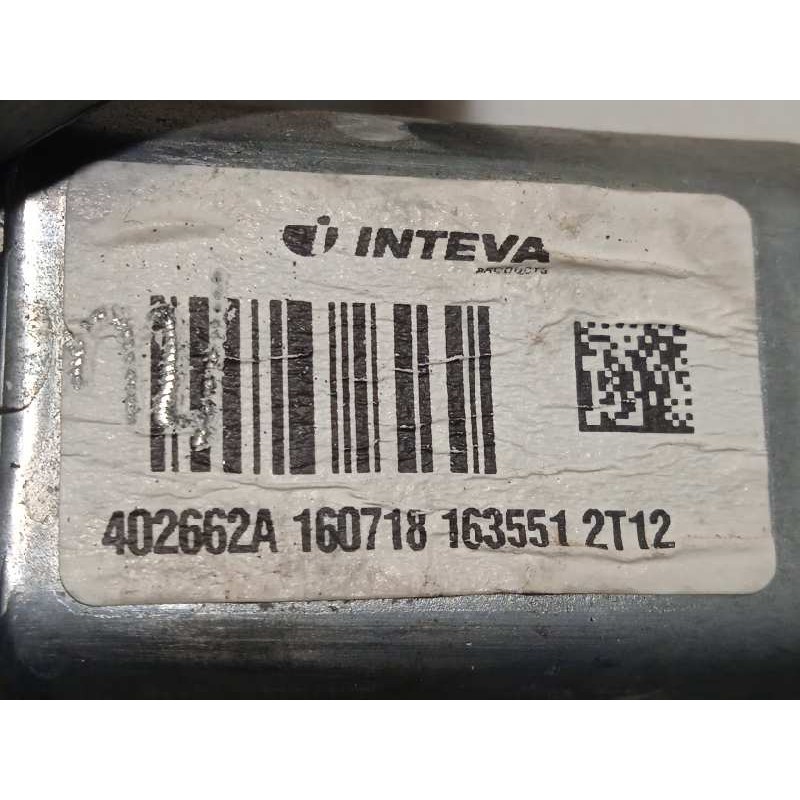 INTEVA
PRODUCTS
402662A 160718 163551 2T12